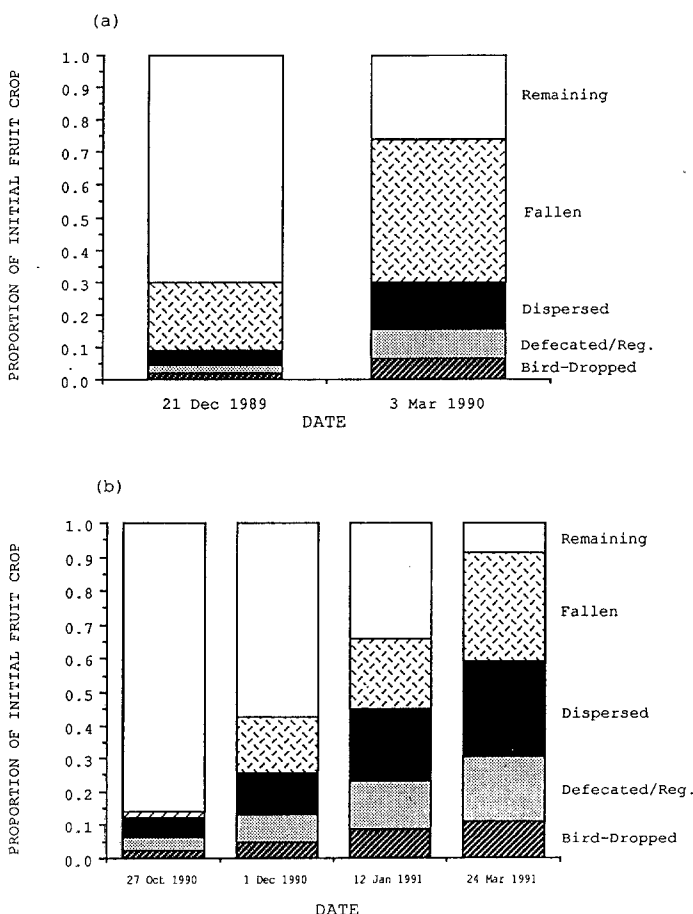 (a)
PROPORTION OF INITIAL FRUIT CROP
1.0
0.9
0.8
0.7
0.6
0.5
0.4
0.3
0.2
0.1
0.0
Remaining
Fallen
Dispersed
Defecated/Reg.
Bird-Dropped
21 Dec 1989 3 Mar 1990
DATE
(b)
PROPORTION OF INITIAL FRUIT CROP
1.0
0.9
0.8
0.7
0.6
0.5
0.4
0.3
0.2
0.1
0.0
Remaining
Fallen
Dispersed
Defecated/Reg.
Bird-Dropped
27 Oct 1990 1 Dec 1990 12 Jan 1991 24 Mar 1991
DATE